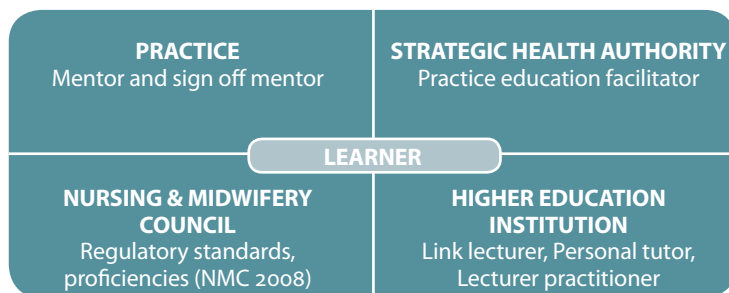 PRACTICE
Mentor and sign off mentor
STRATEGIC HEALTH AUTHORITY
Practice education facilitator
LEARNER
NURSING & MIDWIFERY
COUNCIL
Regulatory standards,
proficiencies (NMC 2008)
HIGHER EDUCATION
INSTITUTION
Link lecturer, Personal tutor,
Lecturer practitioner